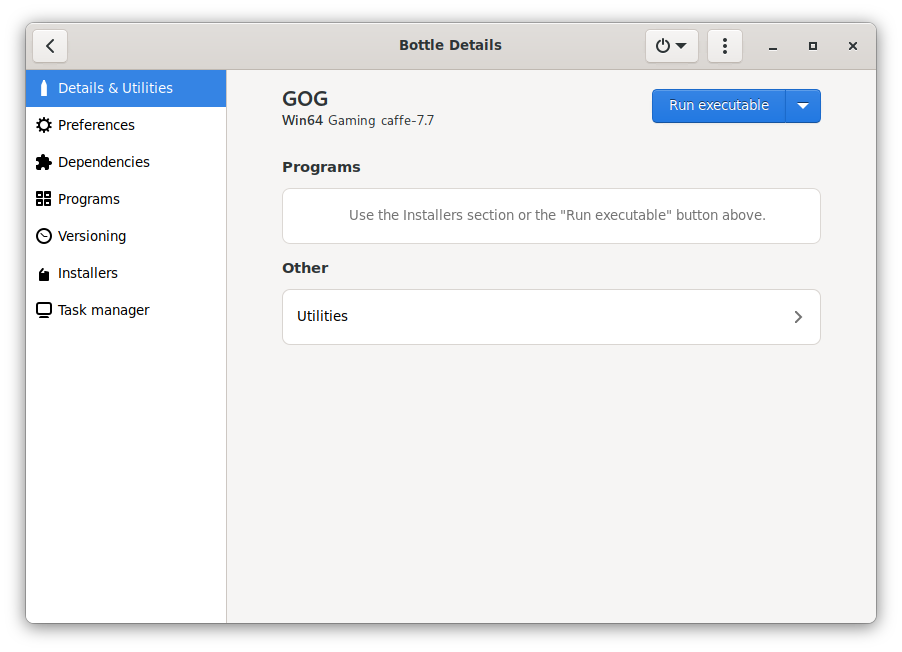 Bottle Details
Details & Utilities
Preferences
Dependencies
Programs
Versioning
Installers
Task manager
GOG
Win64 Gaming caffe-7.7
Run executable
Programs
Use the Installers section or the "Run executable" button above.
Other
Utilities